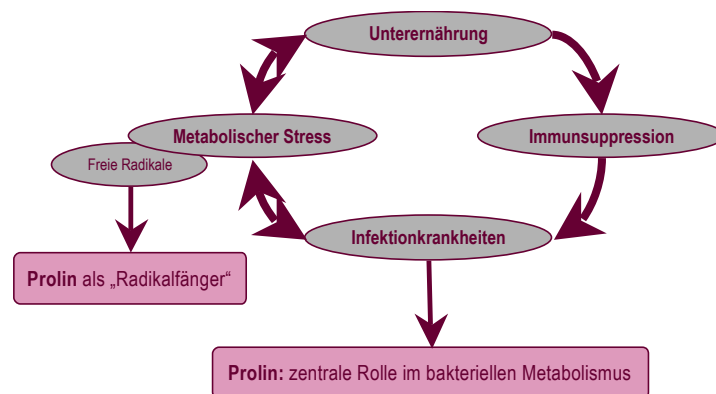 Unterernährung
Metabolischer Stress
Immunsuppression
Freie Radikale
Infektionkrankheiten
Prolin als „Radikalfänger“
Prolin: zentrale Rolle im bakteriellen Metabolismus